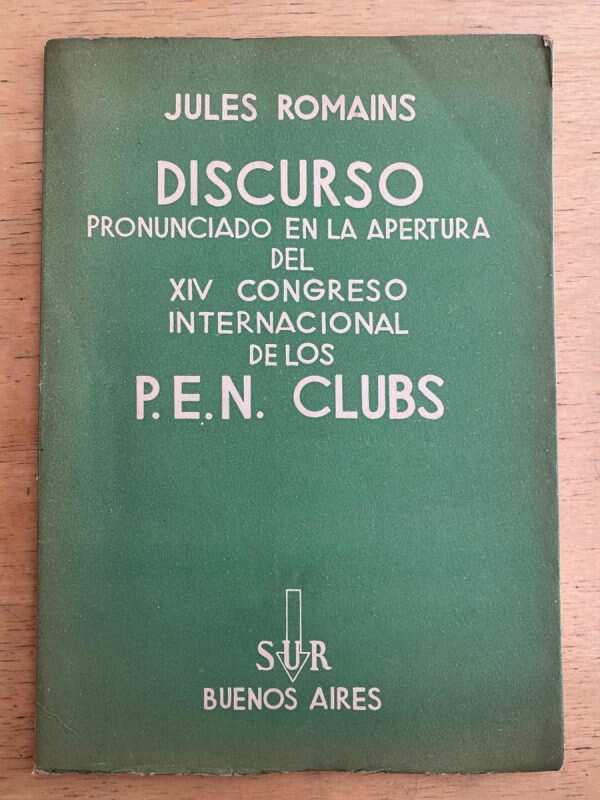 JULES ROMAINS
DISCURSO
PRONUNCIADO EN LA APERTURA
DEL
XIV CONGRESO
INTERNACIONAL
DE LOS
P.E.N. CLUBS
SUR
BUENOS AIRES